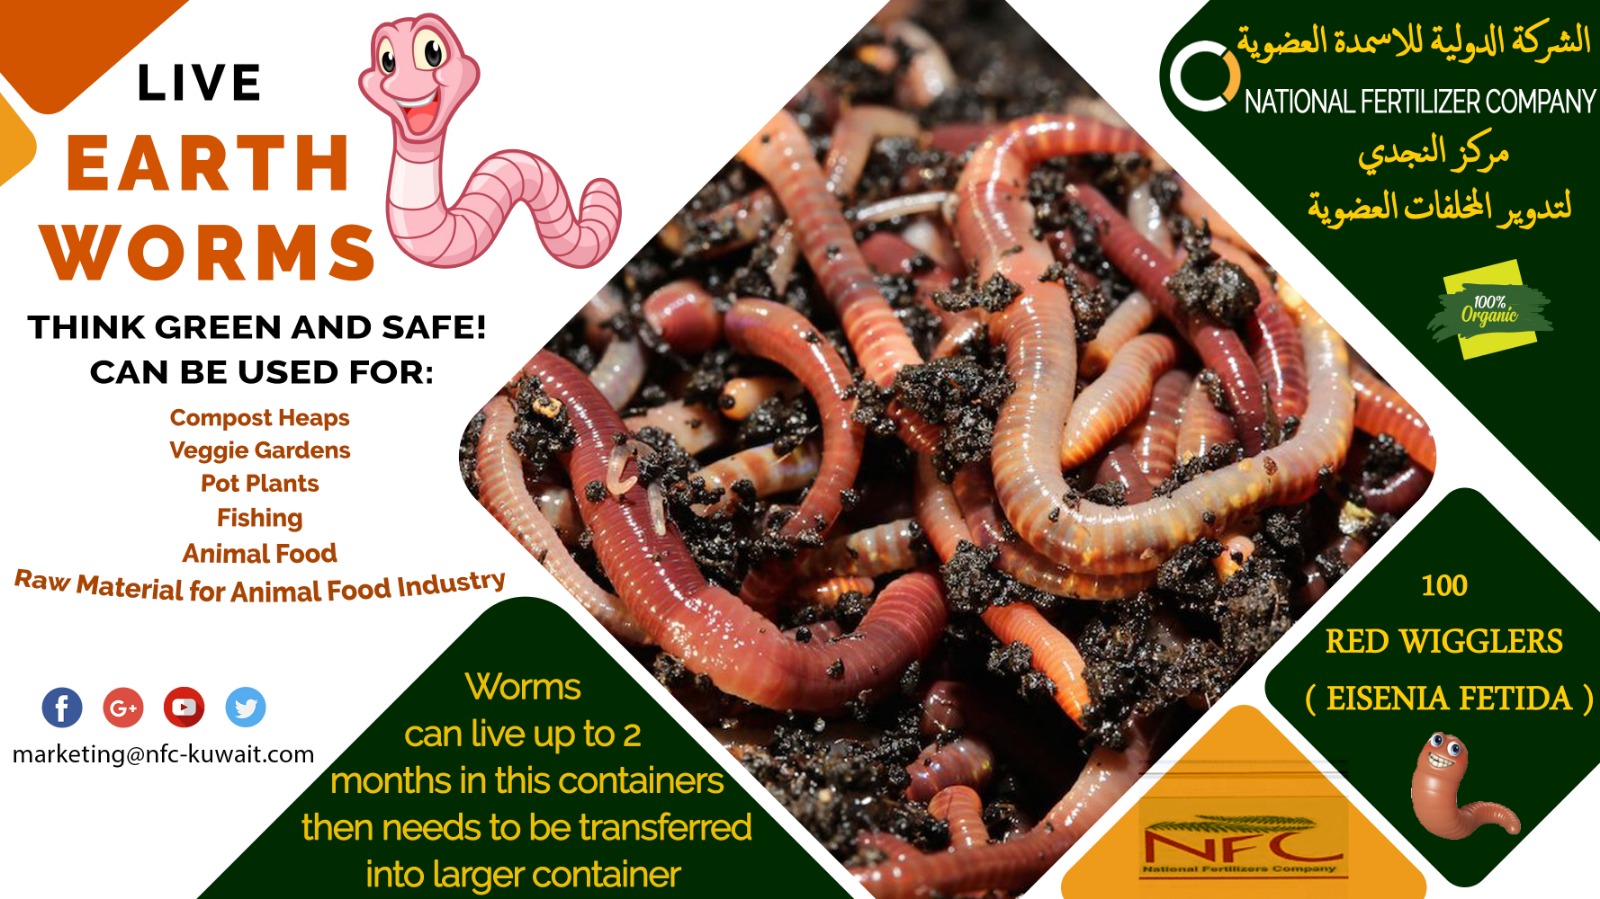 LIVE
EARTH
WORMS
THINK GREEN AND SAFE!
CAN BE USED FOR:
Compost Heaps
Veggie Gardens
Pot Plants
Fishing
Animal Food
Raw Material for Animal Food Industry
f G+
marketing@nfc-kuwait.com
Worms
can live up to 2
months in this containers
then needs to be transferred
into larger container
الشركة الدولية للاسمدة العضوية
NATIONAL FERTILIZER COMPANY
مركز النجدي
لتدوير المخلفات العضوية
100%
Organic
100
RED WIGGLERS
( EISENIA FETIDA )
NFC
National Fertilizers Company